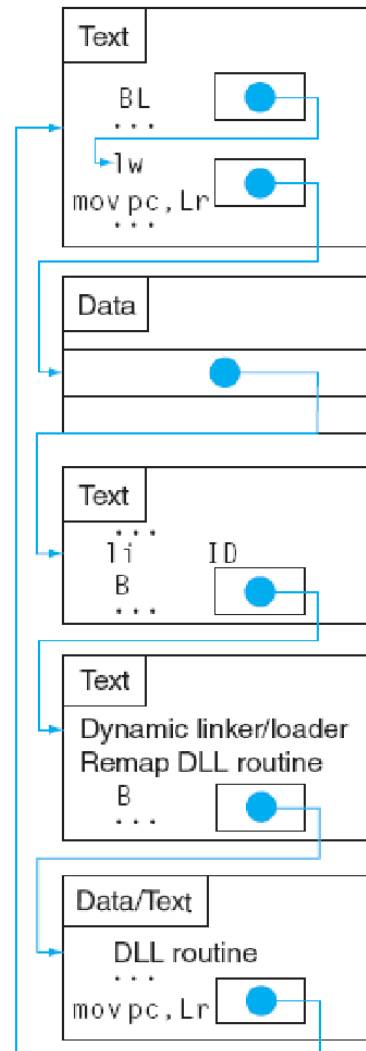 Text
BL
...
lw
mov pc, Lr
...
Data
Text
...
li ID
B
...
Text
Dynamic linker/loader
Remap DLL routine
B
...
Data/Text
DLL routine
...
mov pc, Lr